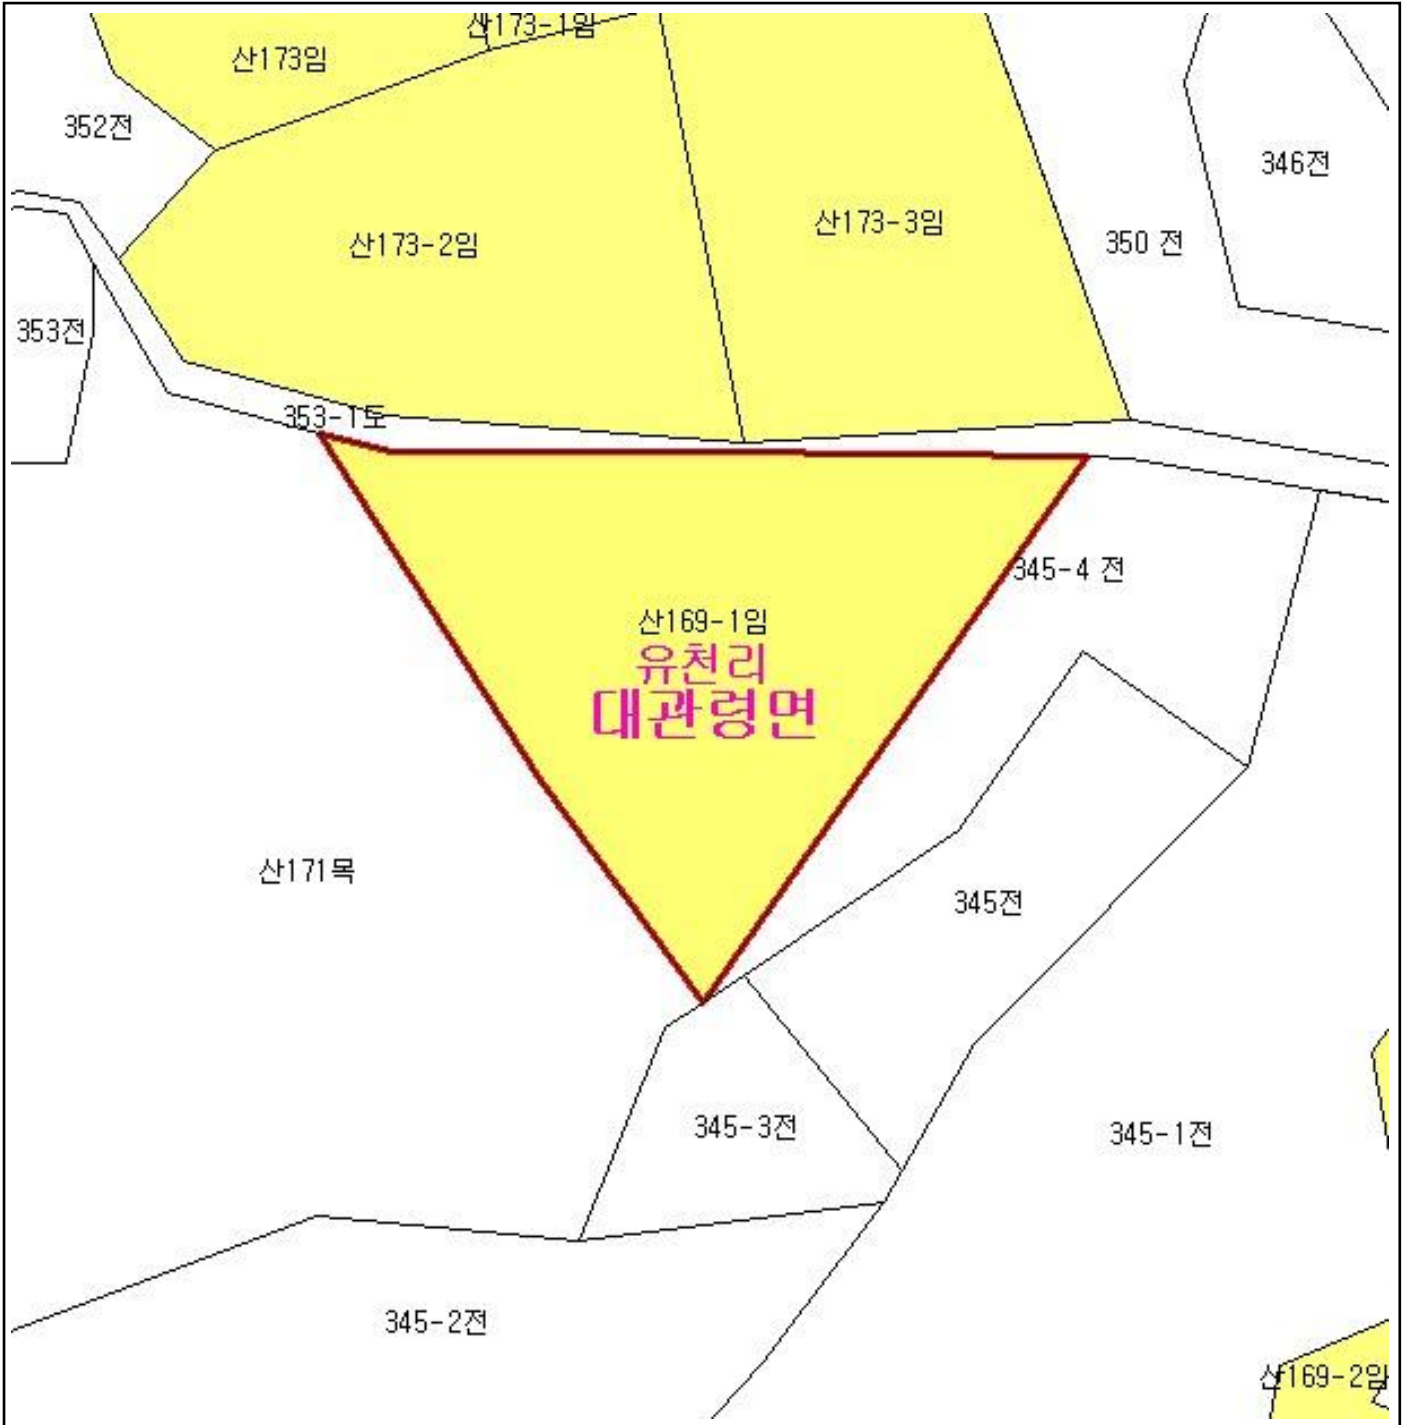 산173-1임
산173임
352전
346전
산173-3임
350 전
산173-2임
353전
353-1도
345-4 전
산169-1임
유천리
대관령면
산171목
345전
345-3전
345-1전
345-2전
산169-2임